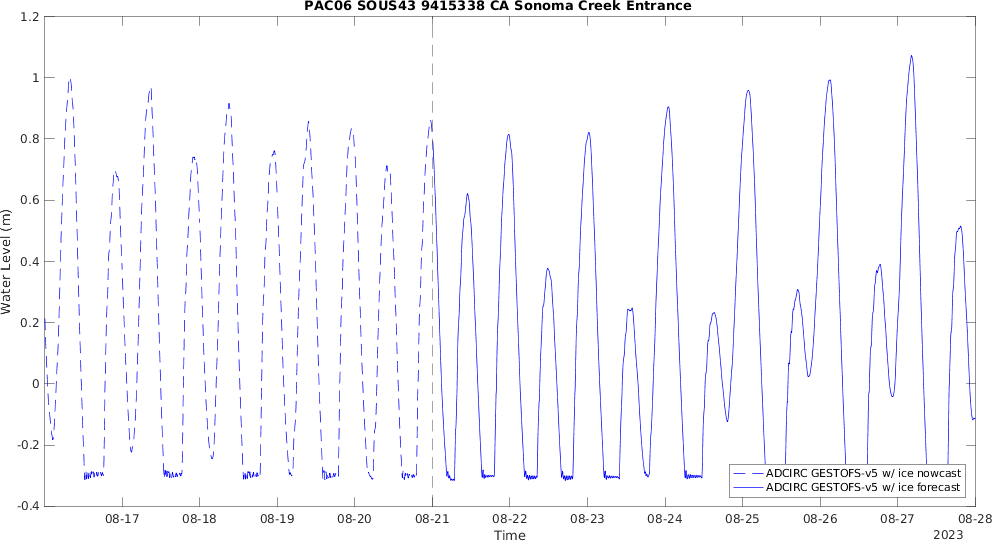 PAC06 SOUS43 9415338 CA Sonoma Creek Entrance
1.2
1
0.8
0.6
0.4
0.2
0
-0.2
-0.4
Water Level (m)
ADCIRC GESTOFS-v5 w/ ice nowcast
ADCIRC GESTOFS-v5 w/ ice forecast
08-17 08-18 08-19 08-20 08-21 08-22 08-23 08-24 08-25 08-26 08-27 08-28
Time
2023